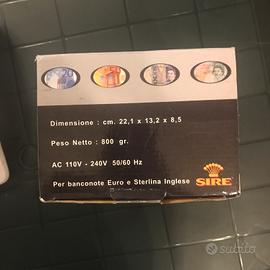 Dimensione : cm. 22,1 x 13,2 x 8,5
Peso Netto : 800 gr.
AC 110V - 240V 50/60 Hz
Per banconote Euro e Sterlina Inglese
SIRE
subito